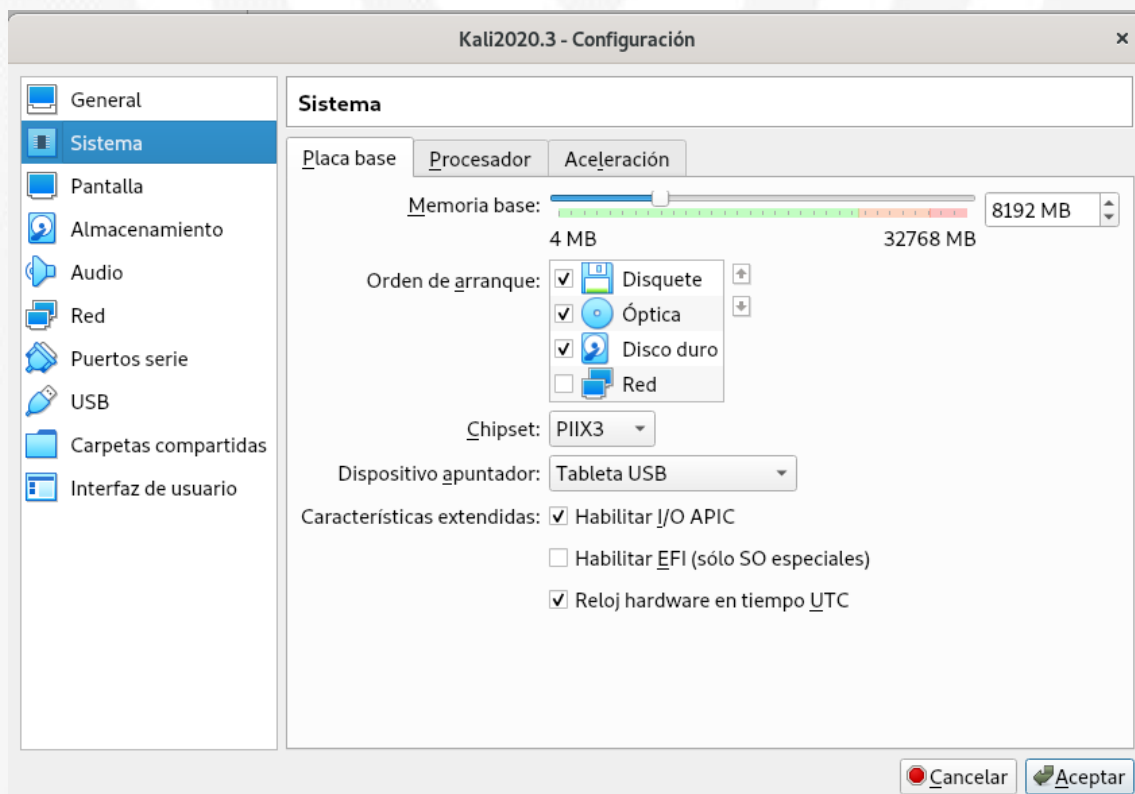 Kali2020.3 - Configuración
General
Sistema
Pantalla
Almacenamiento
Audio
Red
Puertos serie
USB
Carpetas compartidas
Interfaz de usuario
Sistema
Placa base Procesador Aceleración
Memoria base: 8192 MB
4 MB 32768 MB
Orden de arranque: Disquete
Óptica
Disco duro
Red
Chipset: PIIX3
Dispositivo apuntador: Tableta USB
Características extendidas: Habilitar I/O APIC
Habilitar EFI (sólo SO especiales)
Reloj hardware en tiempo UTC
Cancelar Aceptar